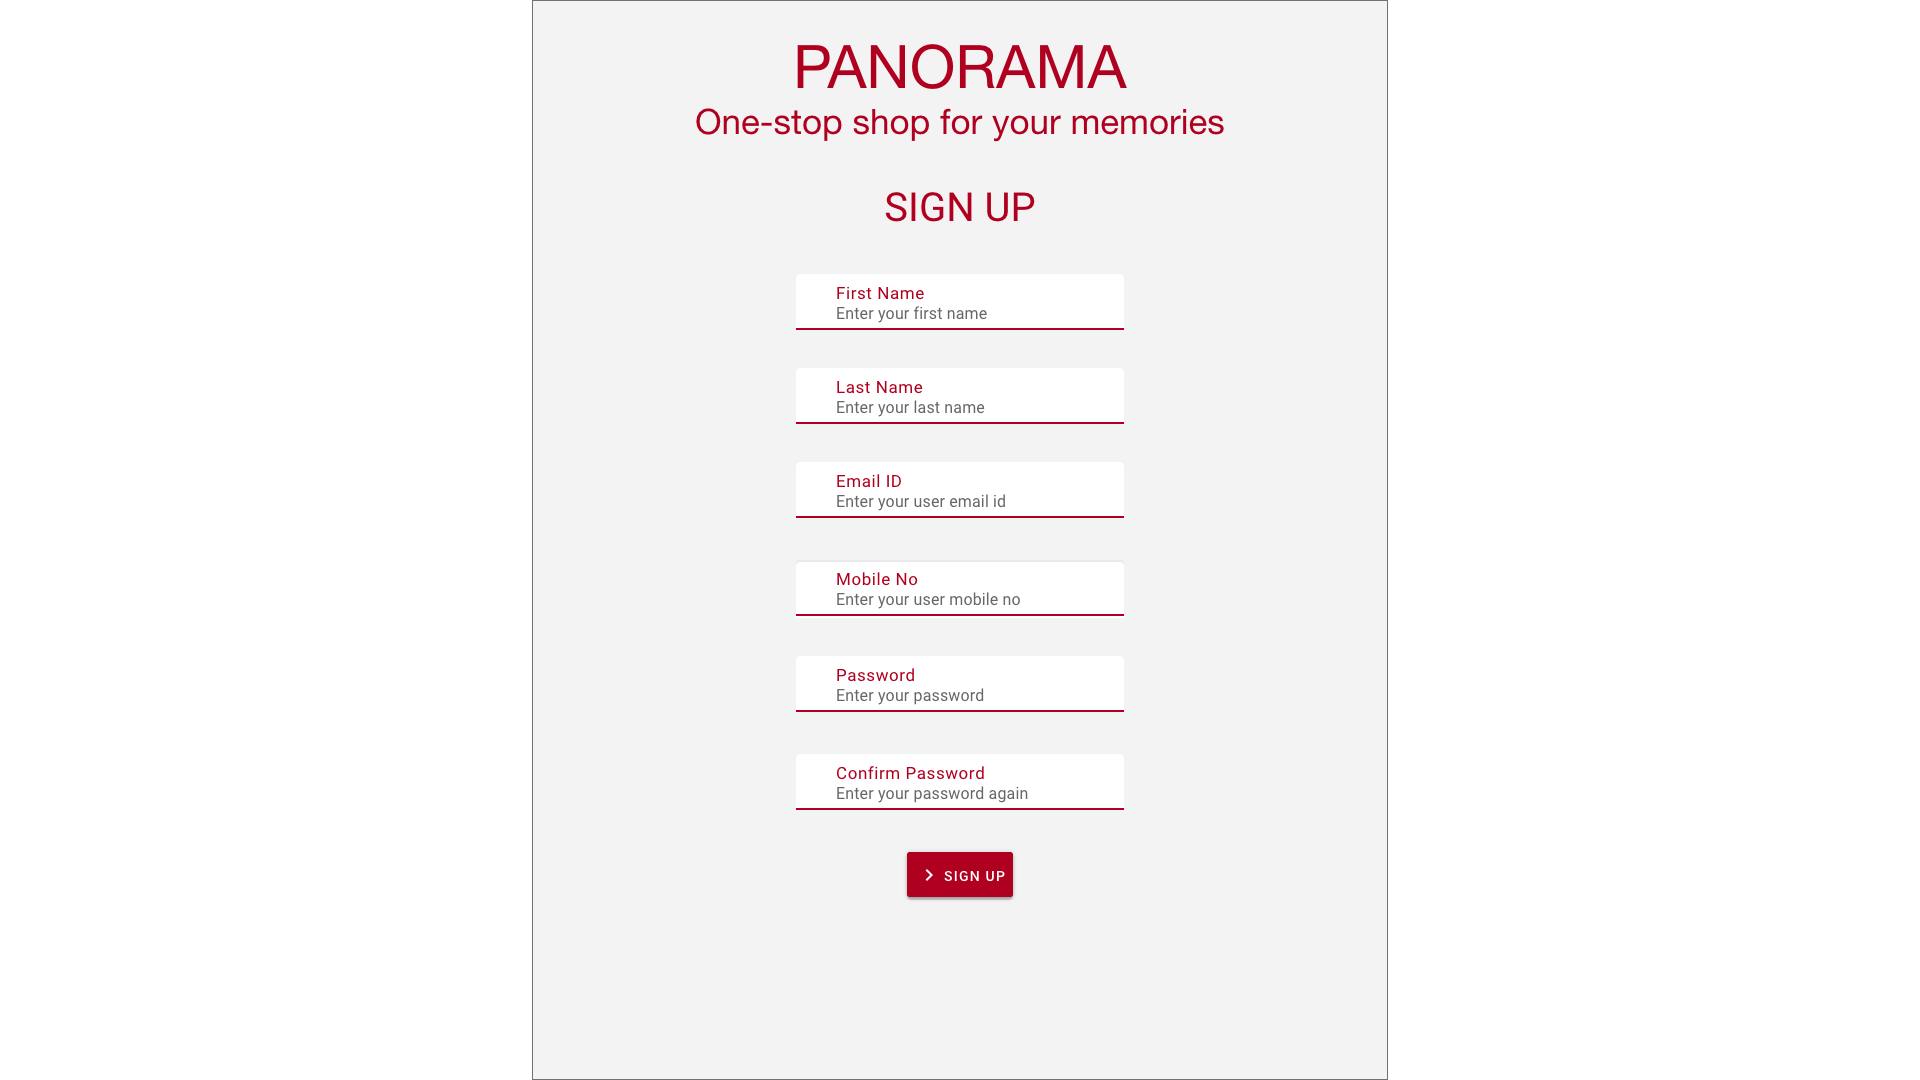 PANORAMA
One-stop shop for your memories
SIGN UP
First Name
Enter your first name
Last Name
Enter your last name
Email ID
Enter your user email id
Mobile No
Enter your user mobile no
Password
Enter your password
Confirm Password
Enter your password again
SIGN UP